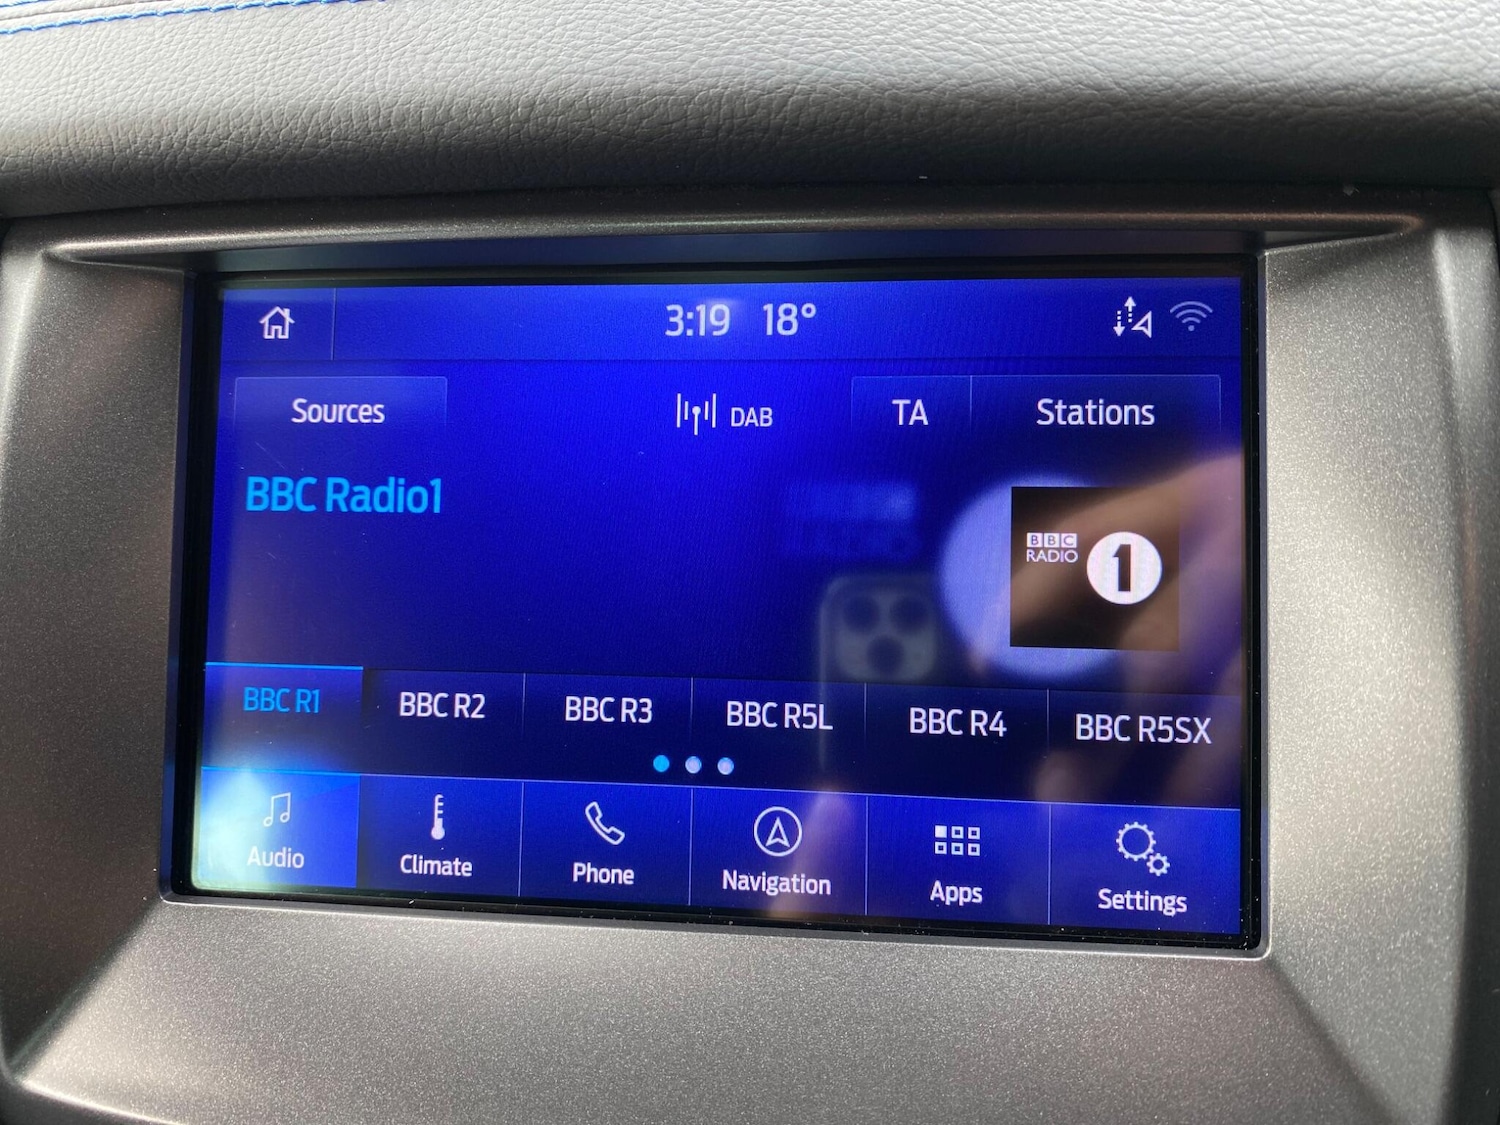 3:19 18°
Sources DAB TA Stations
BBC Radio1
BBC
RADIO 1
BBC R1 BBC R2 BBC R3 BBC R5L BBC R4 BBC R5SX
Audio Climate Phone Navigation Apps Settings